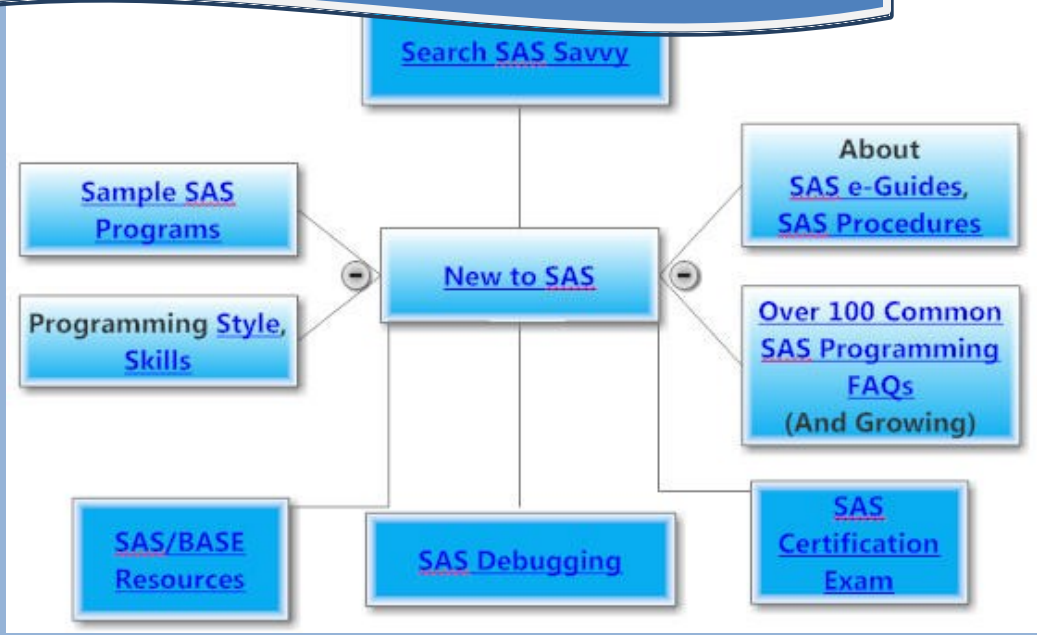 Search SAS Savvy
Sample SAS
Programs
About
SAS e-Guides,
SAS Procedures
New to SAS
Programming Style,
Skills
Over 100 Common
SAS Programming
FAQs
(And Growing)
SAS/BASE
Resources
SAS Debugging
SAS
Certification
Exam